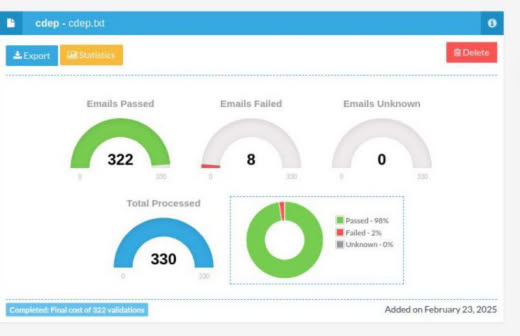 cdep - cdep.txt
Export Statistics Delete
Emails Passed Emails Failed Emails Unknown
322 8 0
0 330 0 330 0 330
Total Processed
330
0 330
Passed - 98%
Failed - 2%
Unknown - 0%
Completed: Final cost of 322 validations Added on February 23, 2025